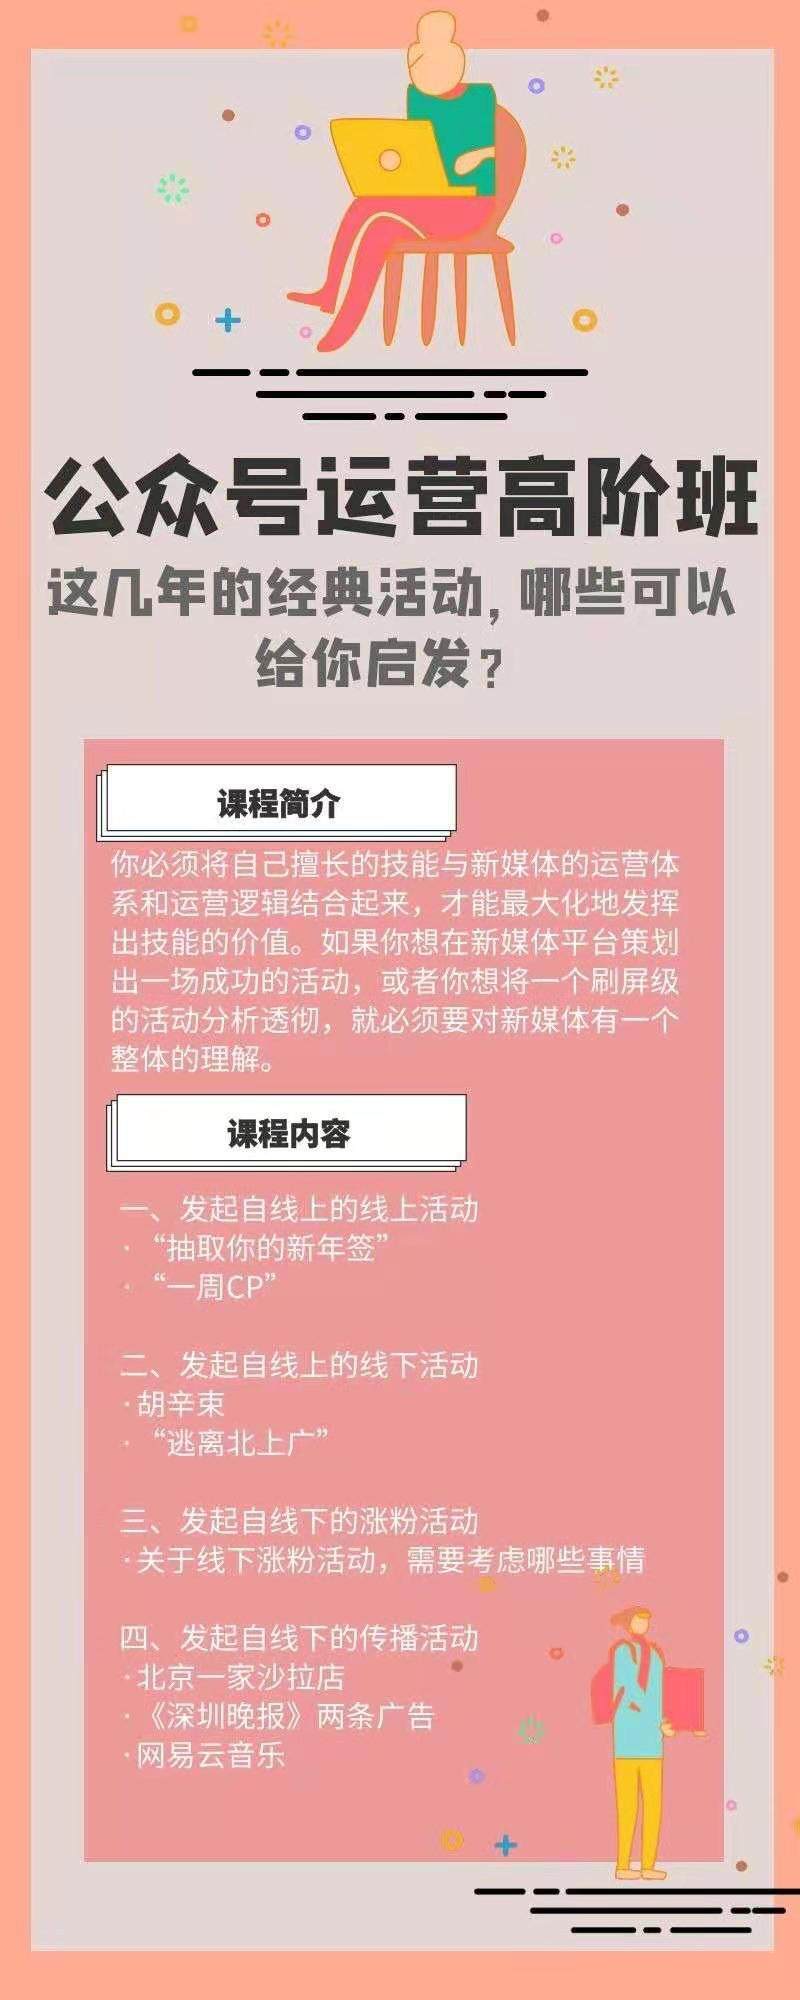 公众号运营高阶班
这几年的经典活动，哪些可以
给你启发？
课程简介
你必须将自己擅长的技能与新媒体的运营体
系和运营逻辑结合起来，才能最大化地发挥
出技能的价值。如果你想在新媒体平台策划
出一场成功的活动，或者你想将一个刷屏级
的活动分析透彻，就必须要对新媒体有一个
整体的理解。
课程内容
一、发起自线上的线上活动
·“抽取你的新年签”
·“一周CP”
二、发起自线上的线下活动
·胡辛束
·“逃离北上广”
三、发起自线下的涨粉活动
·关于线下涨粉活动，需要考虑哪些事情
四、发起自线下的传播活动
·北京一家沙拉店
·《深圳晚报》两条广告
·网易云音乐